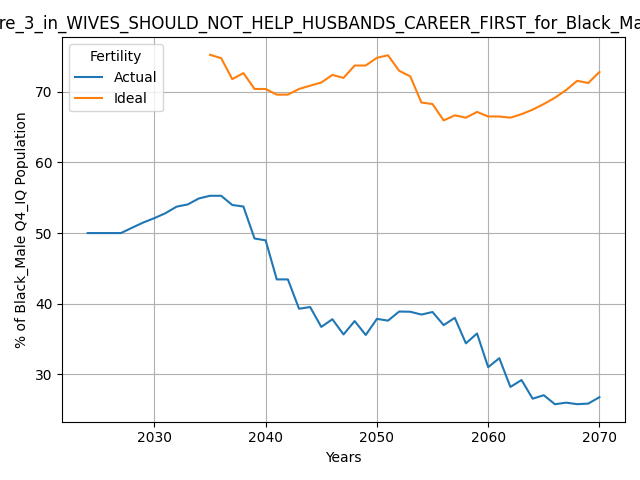 re_3_in_WIVES_SHOULD_NOT_HELP_HUSBANDS_CAREER_FIRST_for_Black_Ma
Fertility
Actual
Ideal
% of Black_Male Q4_IQ Population
70
60
50
40
30
2030 2040 2050 2060 2070
Years